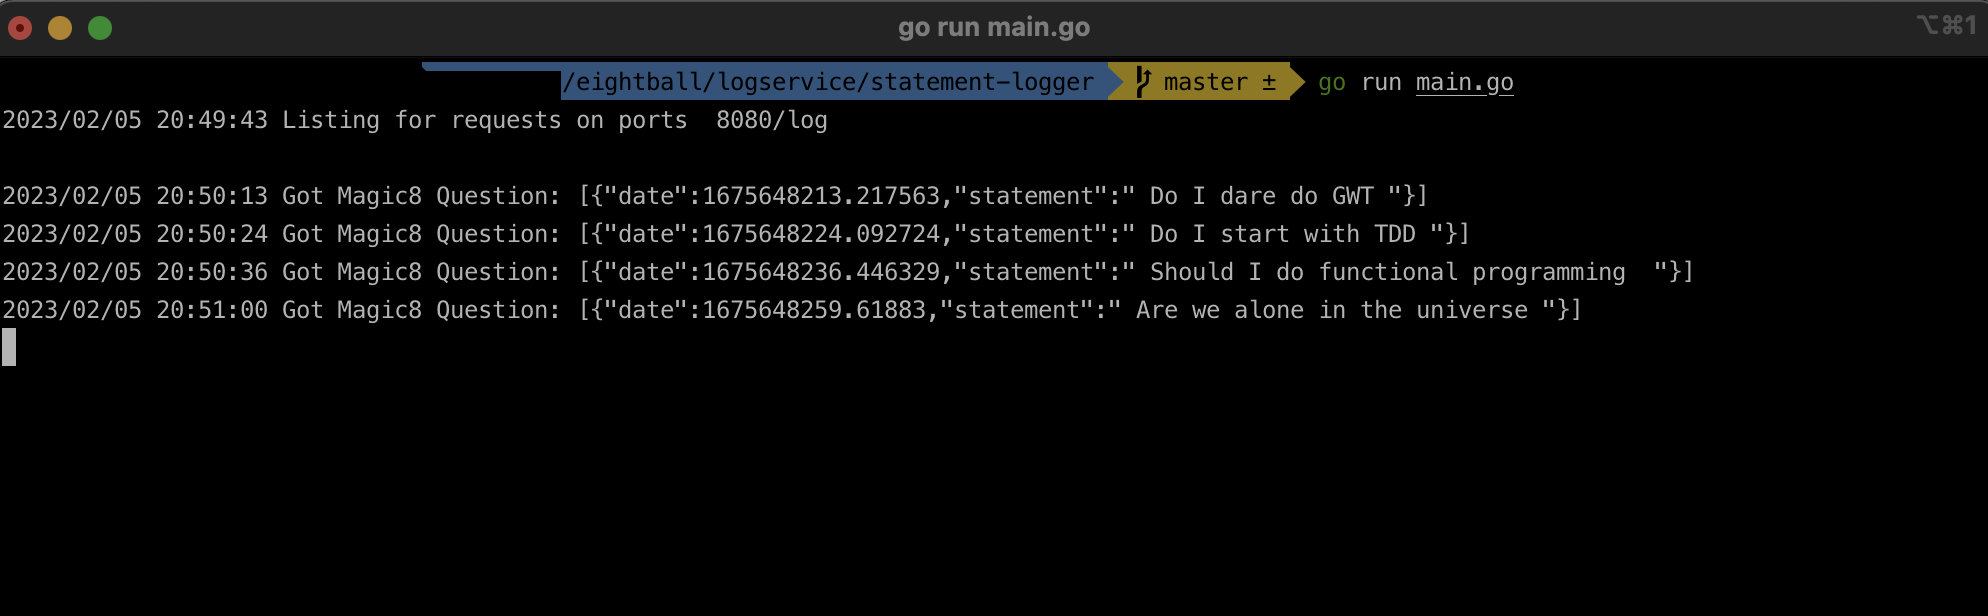 go run main.go
⌥⌘1
/eightball/logservice/statement-logger master ± go run main.go
2023/02/05 20:49:43 Listing for requests on ports  8080/log
2023/02/05 20:50:13 Got Magic8 Question: [{"date":1675648213.217563,"statement":" Do I dare do GWT "}]
2023/02/05 20:50:24 Got Magic8 Question: [{"date":1675648224.092724,"statement":" Do I start with TDD "}]
2023/02/05 20:50:36 Got Magic8 Question: [{"date":1675648236.446329,"statement":" Should I do functional programming  "}]
2023/02/05 20:51:00 Got Magic8 Question: [{"date":1675648259.61883,"statement":" Are we alone in the universe "}]